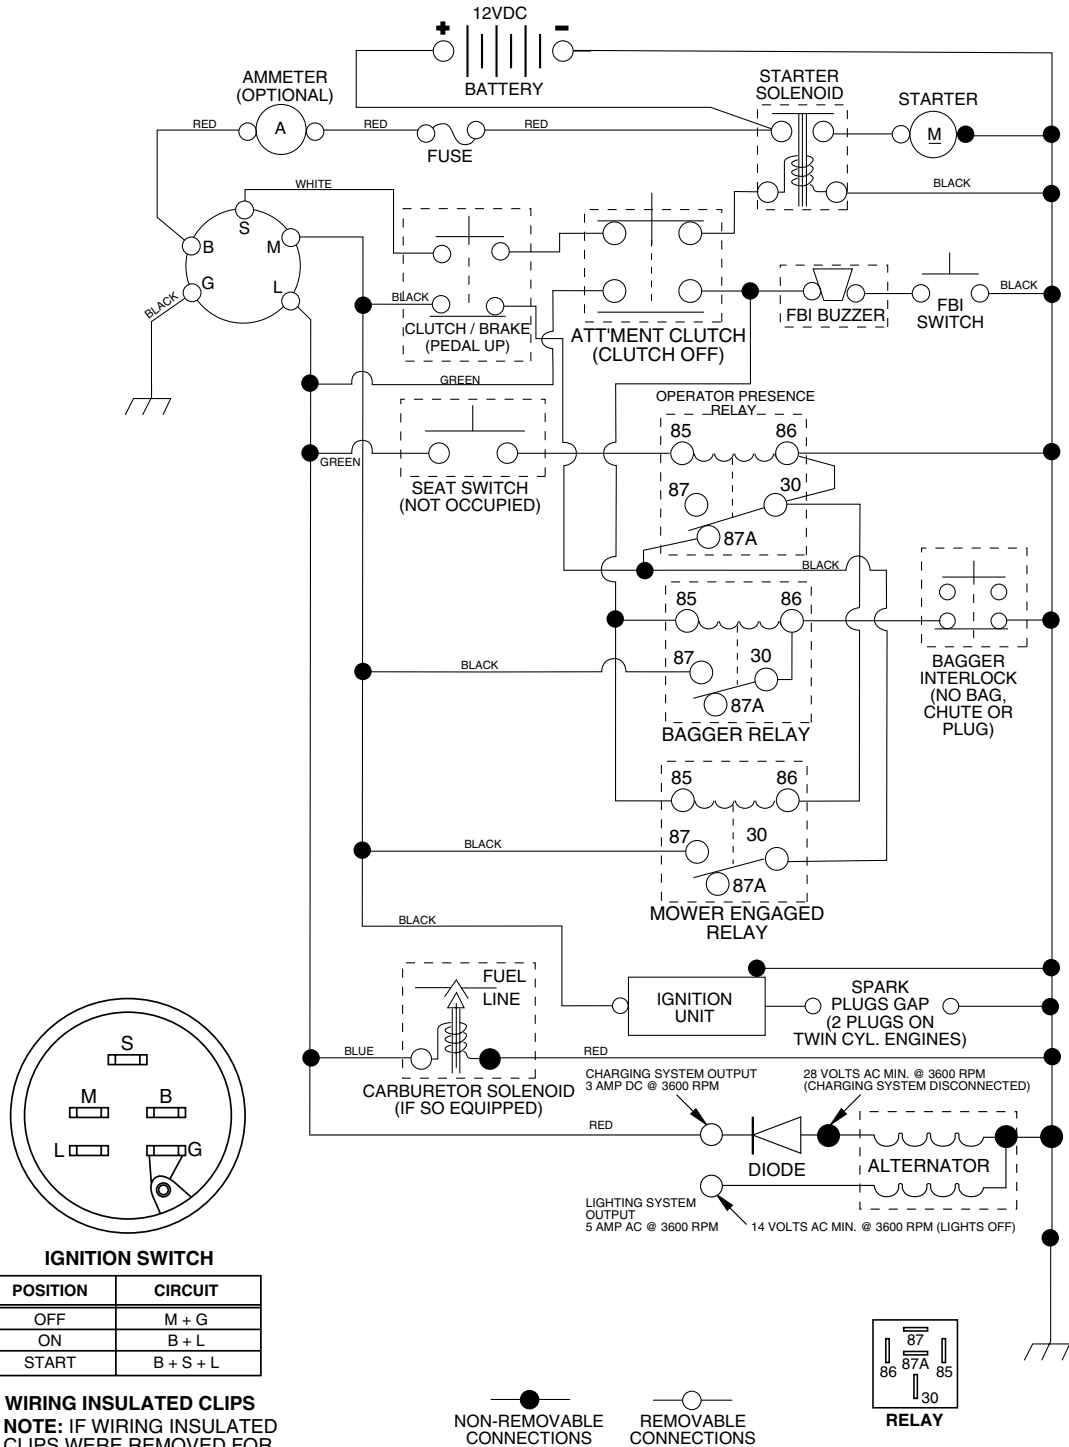 12VDC
+
−
BATTERY
AMMETER
(OPTIONAL)
STARTER
SOLENOID
STARTER
RED
A
RED
RED
FUSE
M
WHITE
BLACK
S
B
M
G
L
BLACK
BLACK
CLUTCH / BRAKE
(PEDAL UP)
ATT'MENT CLUTCH
(CLUTCH OFF)
FBI BUZZER
FBI
SWITCH
BLACK
GREEN
OPERATOR PRESENCE
RELAY
85
86
GREEN
SEAT SWITCH
(NOT OCCUPIED)
87
30
87A
BLACK
85
86
BLACK
87
30
87A
BAGGER RELAY
BAGGER
INTERLOCK
(NO BAG,
CHUTE OR
PLUG)
85
86
BLACK
87
30
87A
MOWER ENGAGED
RELAY
BLACK
FUEL
LINE
IGNITION
UNIT
SPARK
PLUGS GAP
(2 PLUGS ON
TWIN CYL. ENGINES)
BLUE
RED
CARBURETOR SOLENOID
(IF SO EQUIPPED)
CHARGING SYSTEM OUTPUT
3 AMP DC @ 3600 RPM
28 VOLTS AC MIN. @ 3600 RPM
(CHARGING SYSTEM DISCONNECTED)
RED
DIODE
ALTERNATOR
LIGHTING SYSTEM
OUTPUT
5 AMP AC @ 3600 RPM
14 VOLTS AC MIN. @ 3600 RPM (LIGHTS OFF)
S
M
B
L
G
IGNITION SWITCH
POSITION CIRCUIT
OFF M + G
ON B + L
START B + S + L
WIRING INSULATED CLIPS
NOTE: IF WIRING INSULATED
CLIPS WERE REMOVED FOR
NON-REMOVABLE
CONNECTIONS
REMOVABLE
CONNECTIONS
87
86
87A
85
30
RELAY